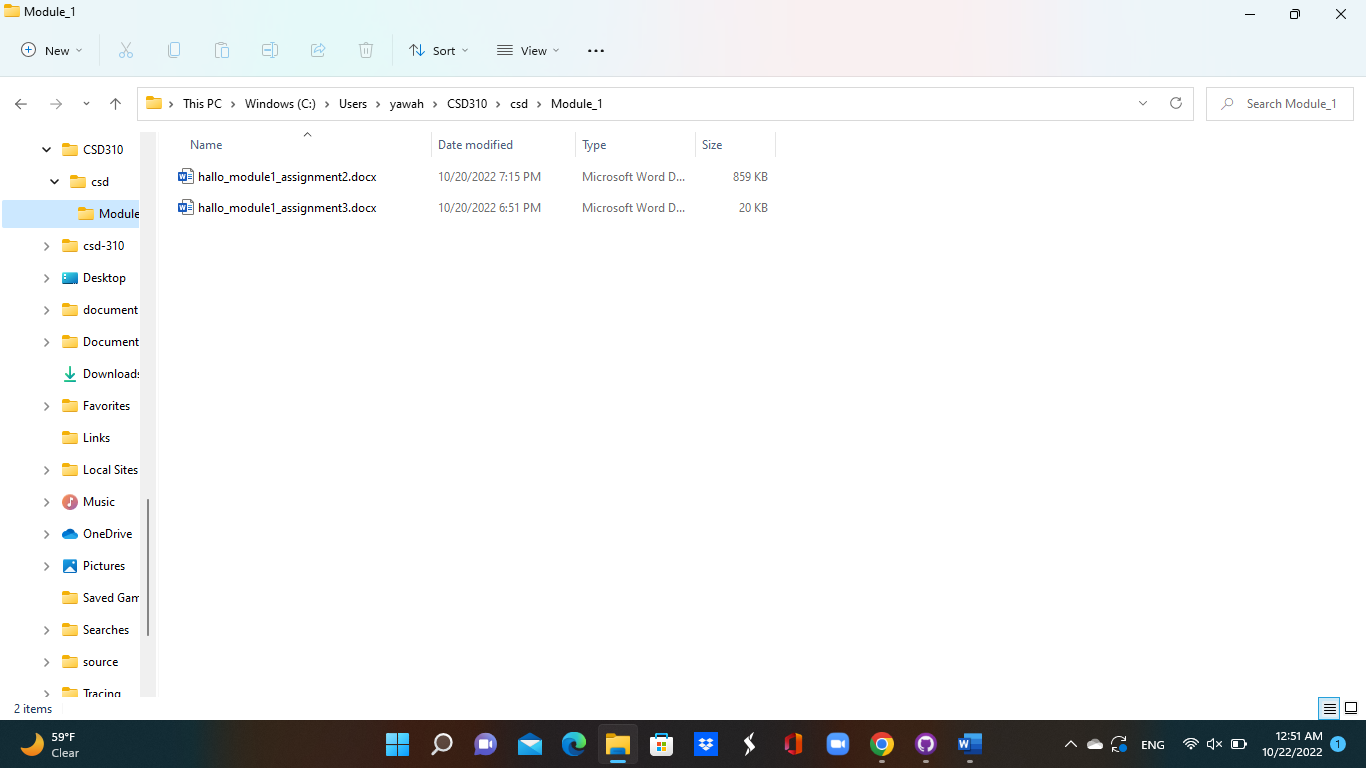 Module_1
New
Sort
View
This PC > Windows (C:) > Users > yawah > CSD310 > csd > Module_1
Search Module_1
Name Date modified Type Size
hallo_module1_assignment2.docx 10/20/2022 7:15 PM Microsoft Word D... 859 KB
hallo_module1_assignment3.docx 10/20/2022 6:51 PM Microsoft Word D... 20 KB
CSD310
csd
Module
csd-310
Desktop
document
Document
Downloads
Favorites
Links
Local Sites
Music
OneDrive
Pictures
Saved Gam
Searches
source
Tracing
2 items
59°F
Clear
ENG
12:51 AM
10/22/2022
1